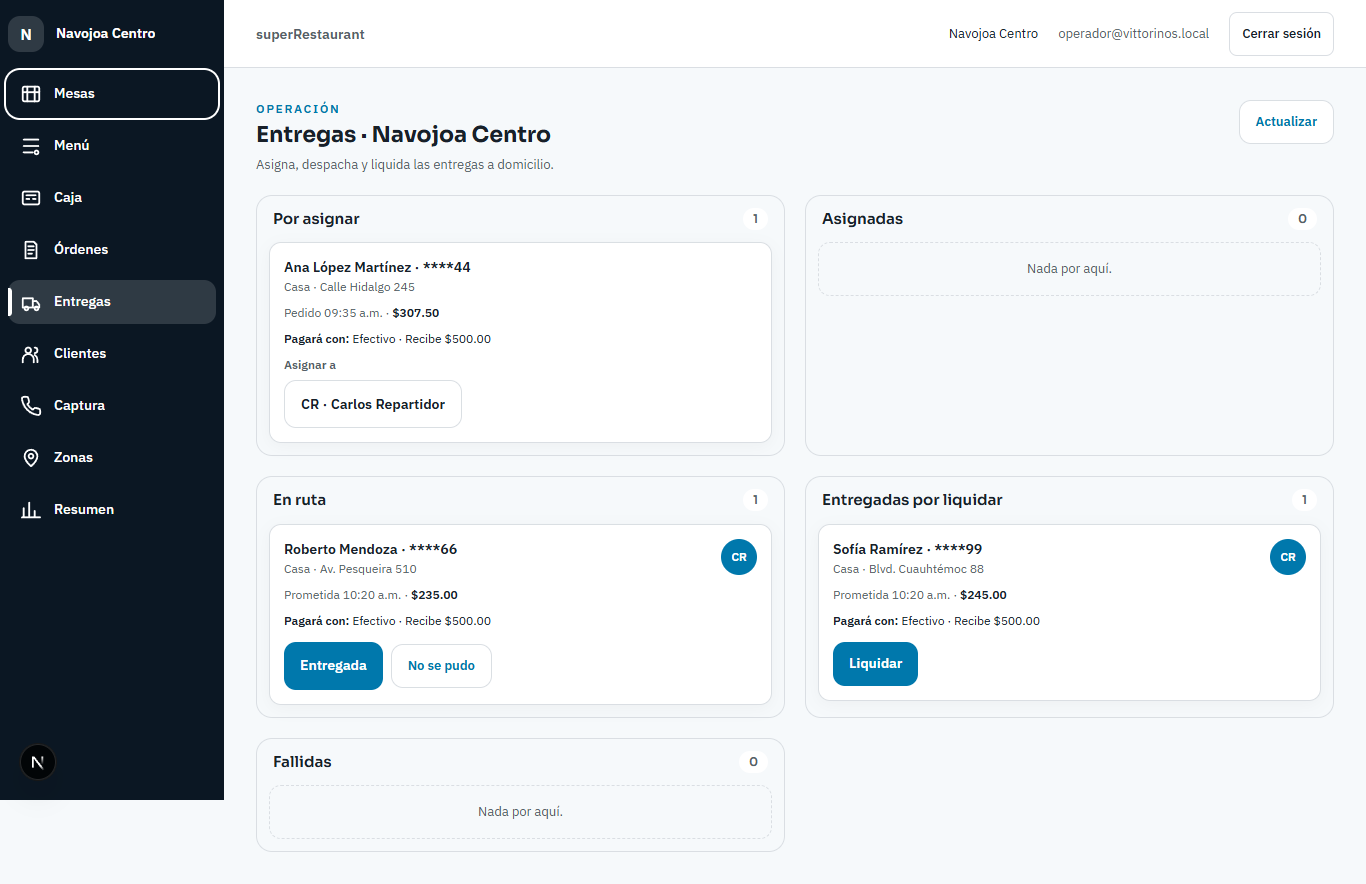 N Navojoa Centro
Mesas
Menú
Caja
Órdenes
Entregas
Clientes
Captura
Zonas
Resumen
N
superRestaurant
Navojoa Centro operador@vittorinos.local Cerrar sesión
OPERACIÓN
Entregas · Navojoa Centro
Actualizar
Asigna, despacha y liquida las entregas a domicilio.
Por asignar 1
Ana López Martínez · ****44
Casa · Calle Hidalgo 245
Pedido 09:35 a.m. · $307.50
Pagará con: Efectivo · Recibe $500.00
Asignar a
CR · Carlos Repartidor
Asignadas 0
Nada por aquí.
En ruta 1
Roberto Mendoza · ****66
CR
Casa · Av. Pesqueira 510
Prometida 10:20 a.m. · $235.00
Pagará con: Efectivo · Recibe $500.00
Entregada No se pudo
Entregadas por liquidar 1
Sofía Ramírez · ****99
CR
Casa · Blvd. Cuauhtémoc 88
Prometida 10:20 a.m. · $245.00
Pagará con: Efectivo · Recibe $500.00
Liquidar
Fallidas 0
Nada por aquí.